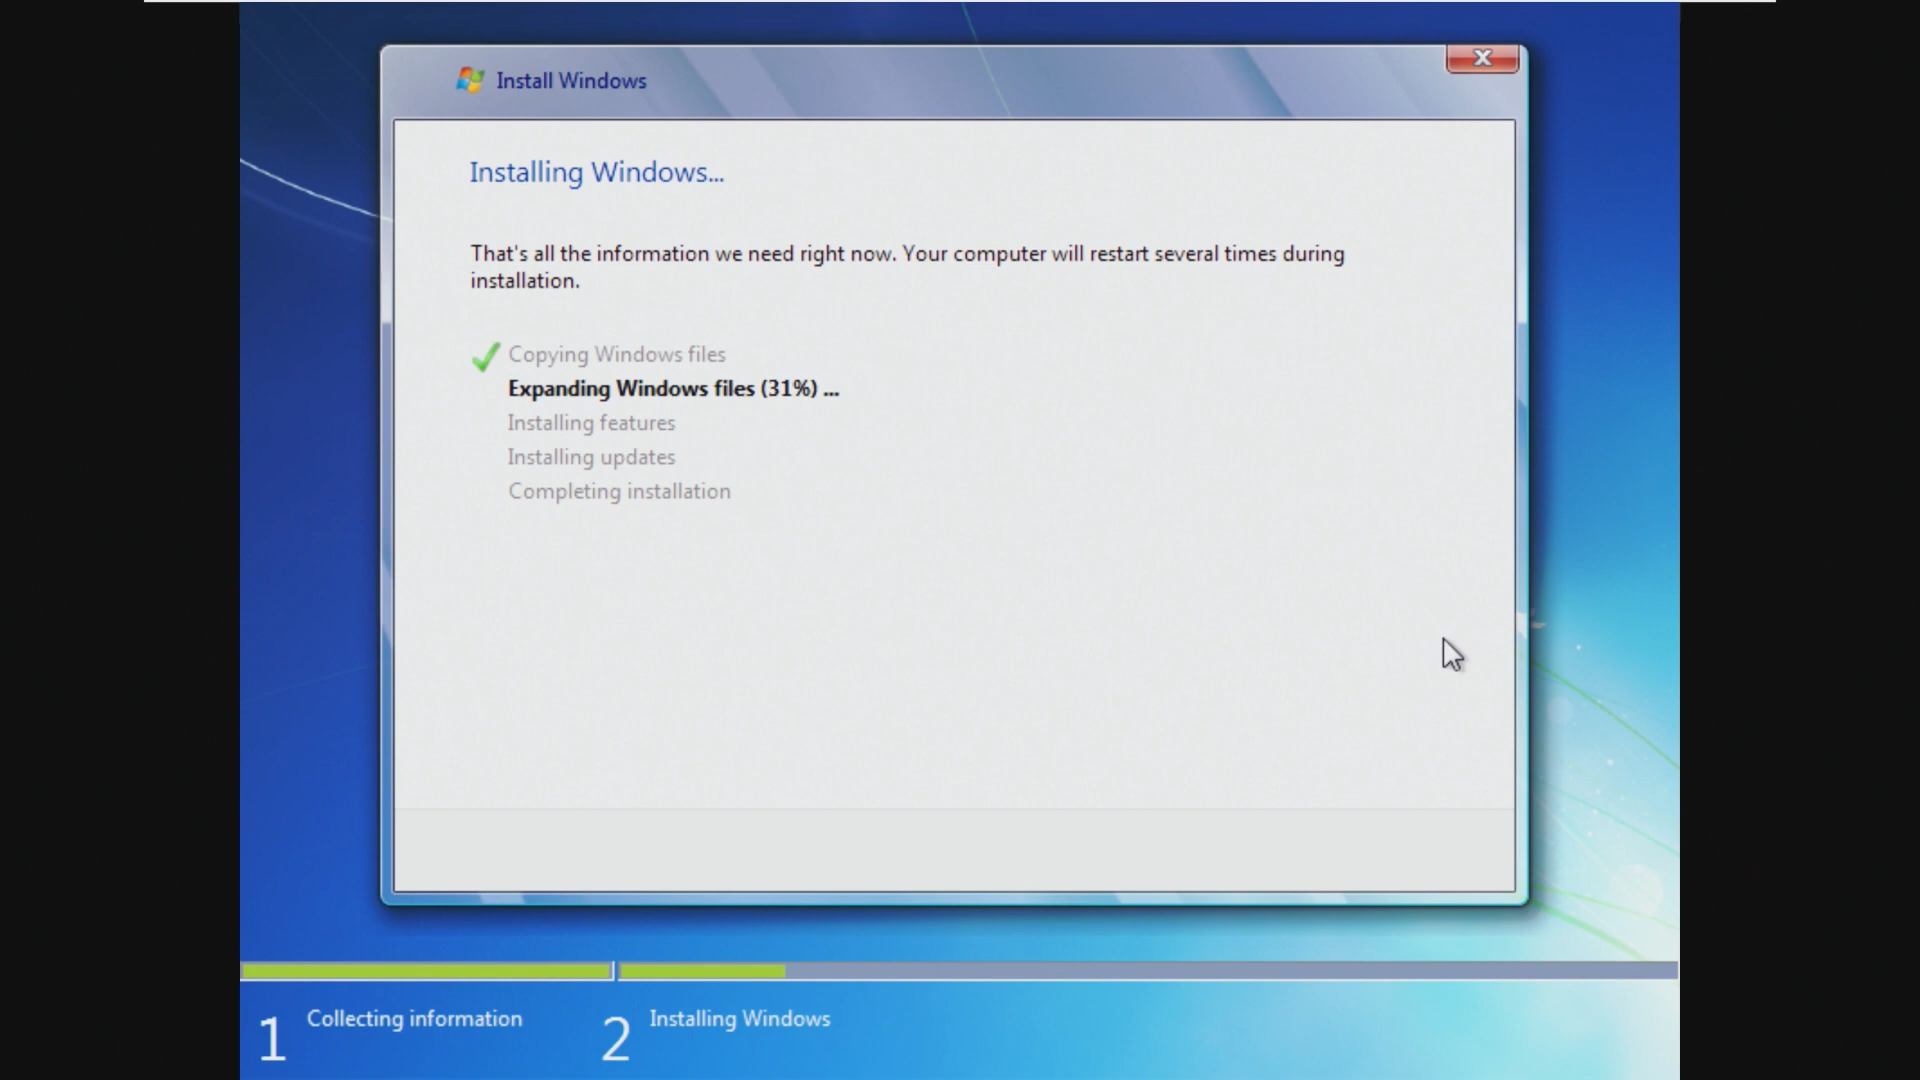 Install Windows
Installing Windows...
That's all the information we need right now. Your computer will restart several times during
installation.
Copying Windows files
Expanding Windows files (31%) ...
Installing features
Installing updates
Completing installation
1 Collecting information
2 Installing Windows